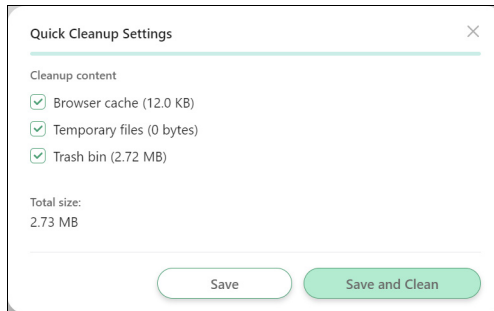 Quick Cleanup Settings
Cleanup content
Browser cache (12.0 KB)
Temporary files (0 bytes)
Trash bin (2.72 MB)
Total size:
2.73 MB
Save
Save and Clean